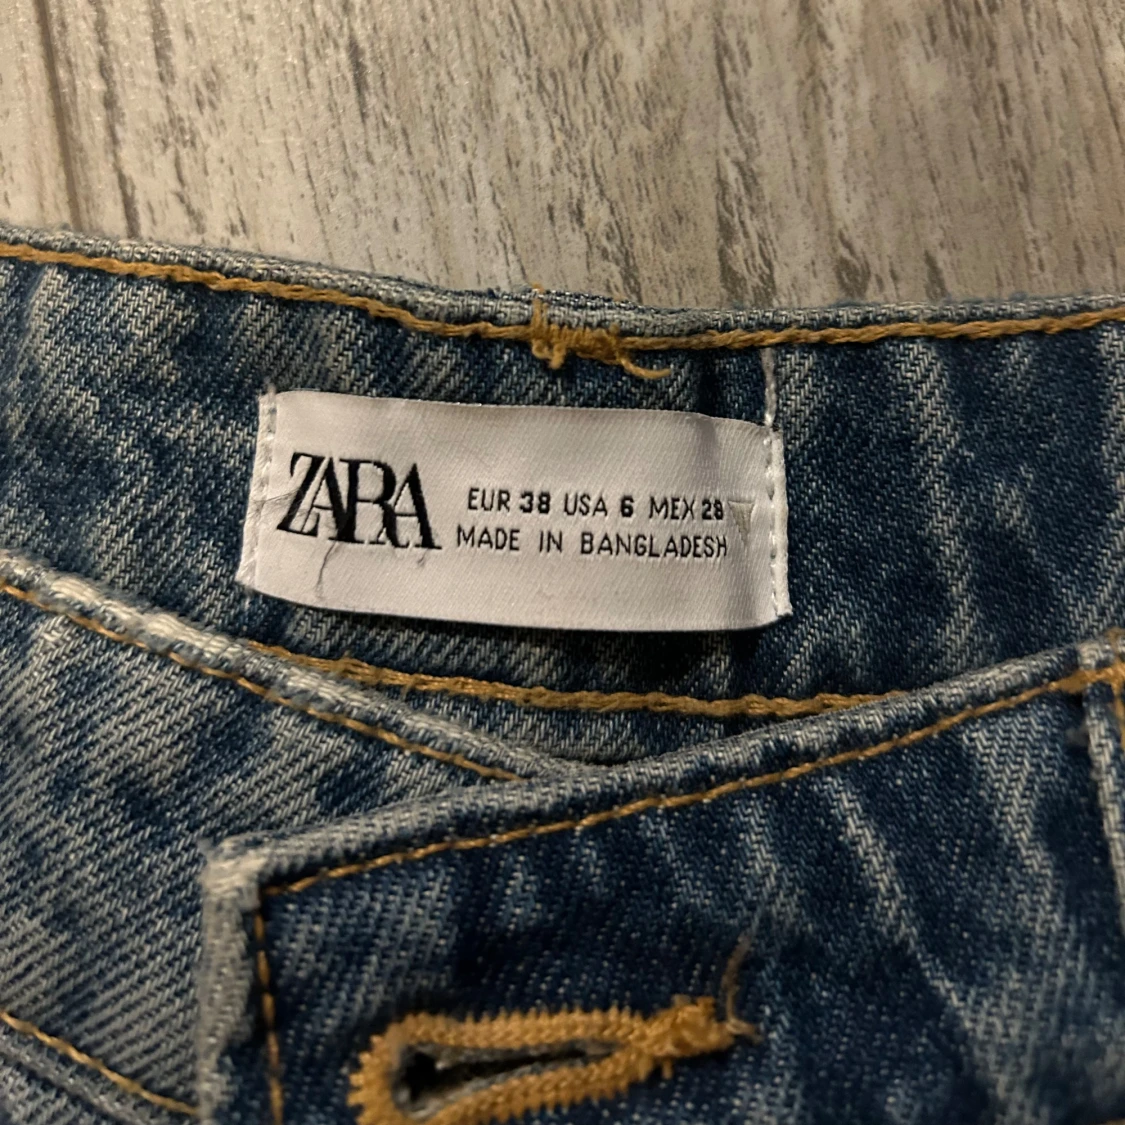 ZARA
EUR 38 USA 6 MEX 28
MADE IN BANGLADESH